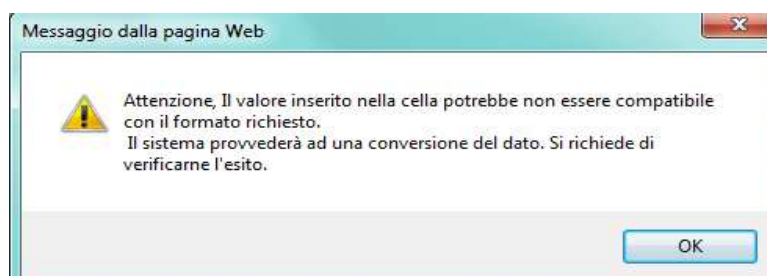 Messaggio dalla pagina Web
Attenzione, Il valore inserito nella cella potrebbe non essere compatibile
con il formato richiesto.
Il sistema provvederà ad una conversione del dato. Si richiede di
verificarne l'esito.
OK